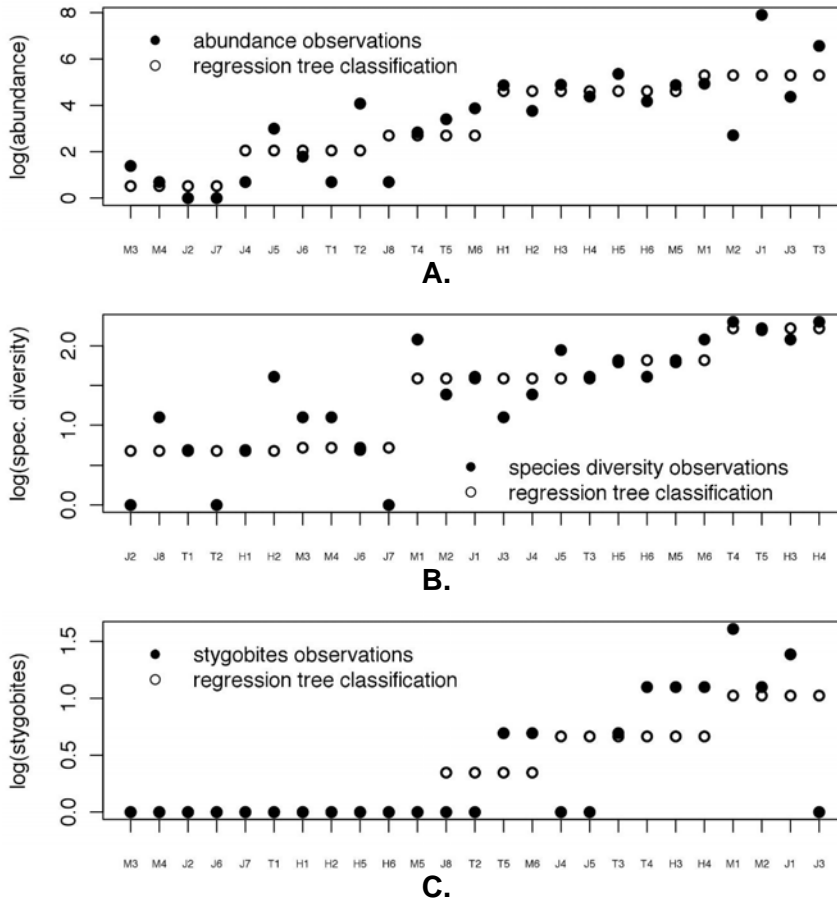 log(abundance)
8
6
4
2
0
abundance observations
regression tree classification
M3 M4 J2 J7 J4 J5 J6 T1 T2 J8 T4 T5 M6 H1 H2 H3 H4 H5 H6 M5 M1 M2 J1 J3 T3
A.
log(spec. diversity)
2.0
1.0
0.0
species diversity observations
regression tree classification
J2 J8 T1 T2 H1 H2 M3 M4 J6 J7 M1 M2 J1 J3 J4 J5 T3 H5 H6 M5 M6 T4 T5 H3 H4
B.
log(stygobites)
1.5
1.0
0.5
0.0
stygobites observations
regression tree classification
M3 M4 J2 J6 J7 T1 H1 H2 H5 H6 M5 J8 T2 T5 M6 J4 J5 T3 T4 H3 H4 M1 M2 J1 J3
C.